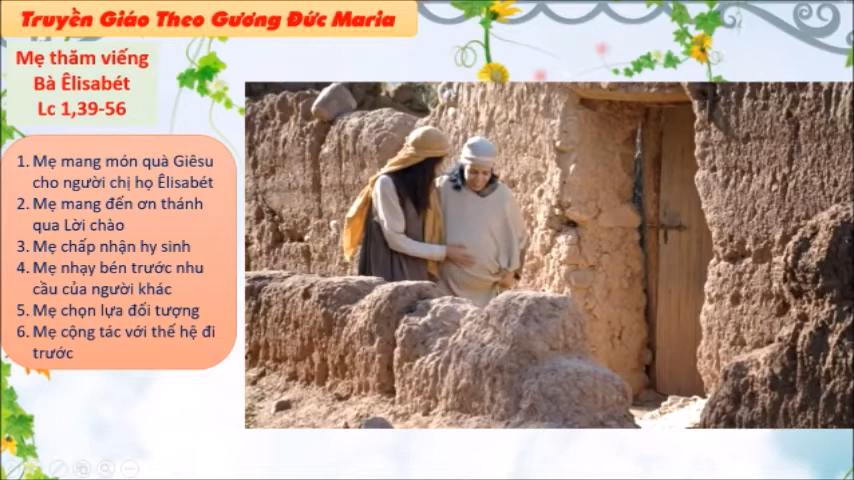 Truyền Giáo Theo Gương Đức Maria
Mẹ thăm viếng
Bà Êlisabét
Lc 1,39-56
1. Mẹ mang món quà Giêsu
cho người chị họ Êlisabét
2. Mẹ mang đến ơn thánh
qua Lời chào
3. Mẹ chấp nhận hy sinh
4. Mẹ nhạy bén trước nhu
cầu của người khác
5. Mẹ chọn lựa đối tượng
6. Mẹ cộng tác với thế hệ đi
trước